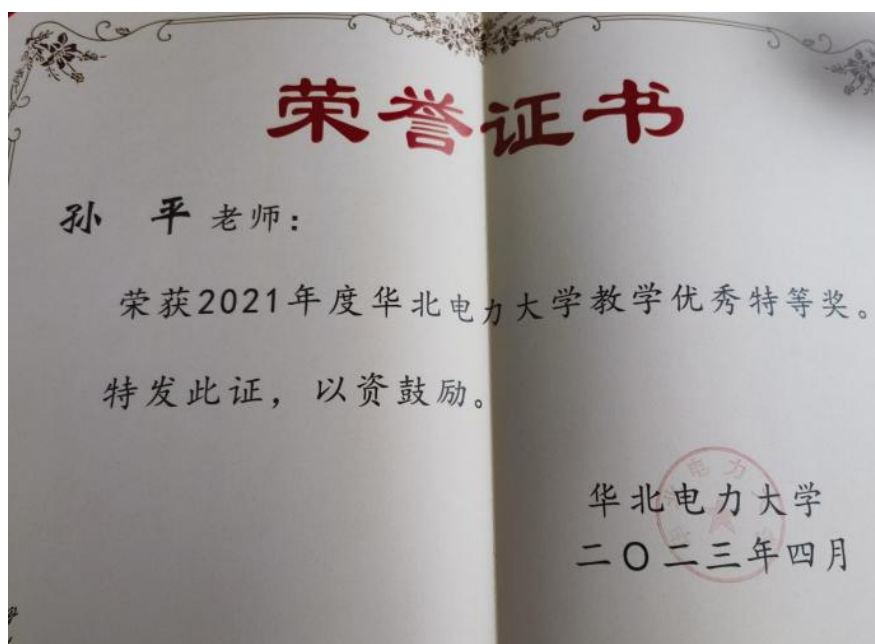 荣誉证书
孙 平 老师：
荣获2021年度华北电力大学教学优秀特等奖。
特发此证，以资鼓励。
华北电力大学
二〇二三年四月